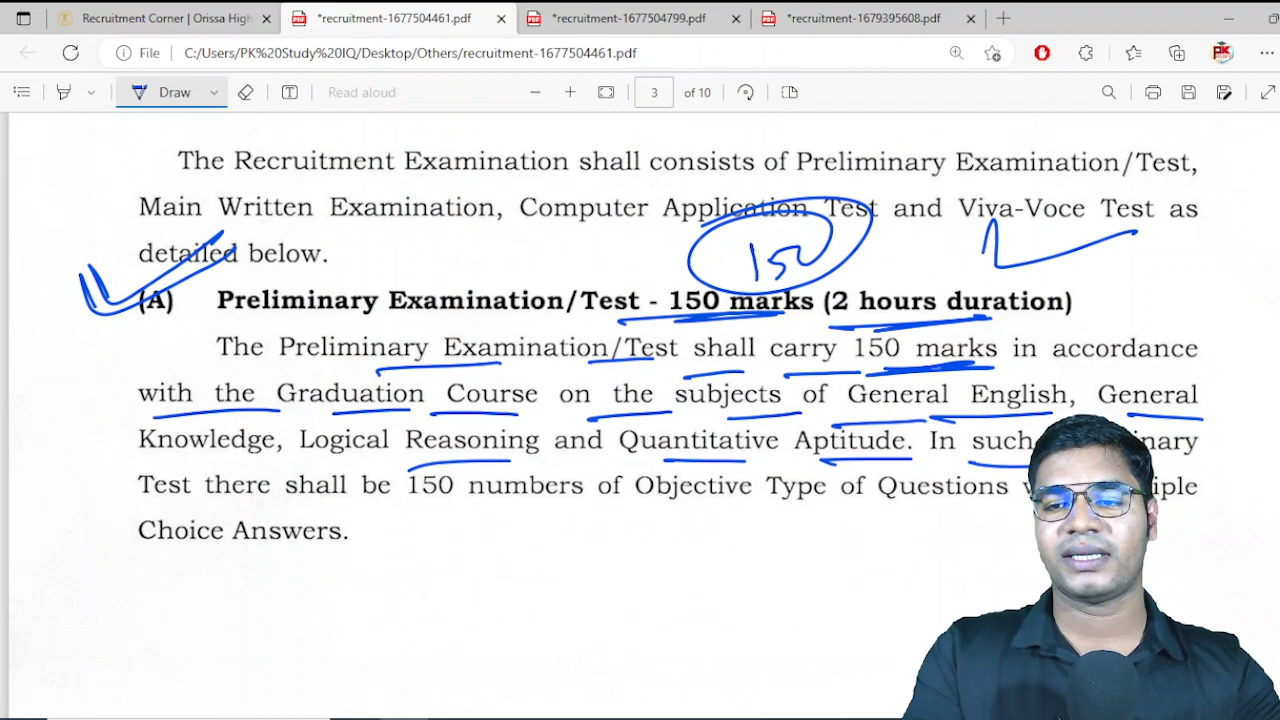 Recruitment Corner | Orissa High
*recruitment-1677504461.pdf
*recruitment-1677504799.pdf
*recruitment-1679395608.pdf
File
C:/Users/PK%20Study%20IQ/Desktop/Others/recruitment-1677504461.pdf
Draw
Read aloud
3 of 10
The Recruitment Examination shall consists of Preliminary Examination/Test,
Main Written Examination, Computer Application Test and Viva-Voce Test as
detailed below.
150
(A) Preliminary Examination/Test - 150 marks (2 hours duration)
The Preliminary Examination/Test shall carry 150 marks in accordance
with the Graduation Course on the subjects of General English, General
Knowledge, Logical Reasoning and Quantitative Aptitude. In such
Test there shall be 150 numbers of Objective Type of Questions
Choice Answers.